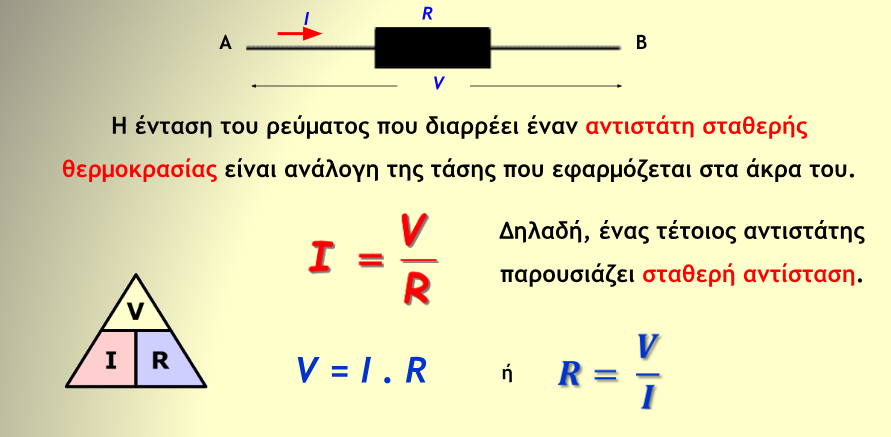 I
R
A
B
V
Η ένταση του ρεύματος που διαρρέει έναν αντιστάτη σταθερής
θερμοκρασίας είναι ανάλογη της τάσης που εφαρμόζεται στα άκρα του.
I = V/R
Δηλαδή, ένας τέτοιος αντιστάτης
παρουσιάζει σταθερή αντίσταση.
V
I R
V = I . R ή R = V/I